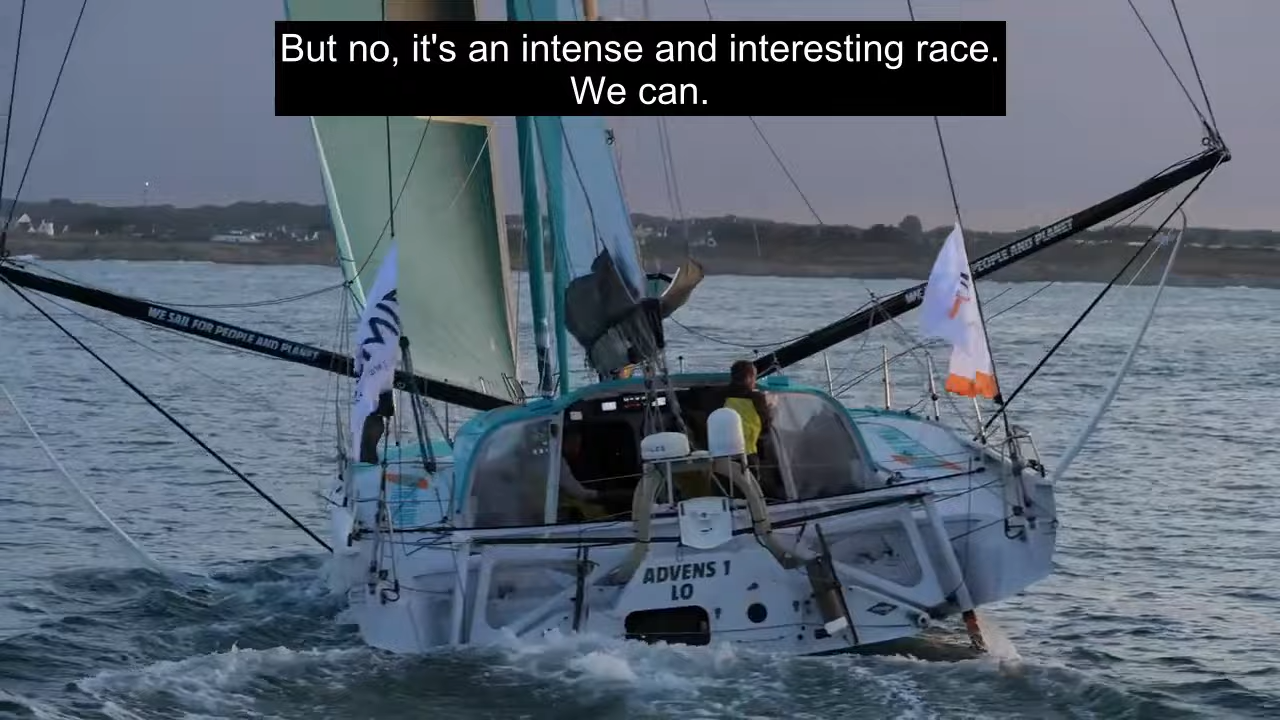 But no, it's an intense and interesting race.
We can.
PEOPLE AND PLANET
WE
WE SAIL FOR PEOPLE AND PLANET
ADVENS 1
LO